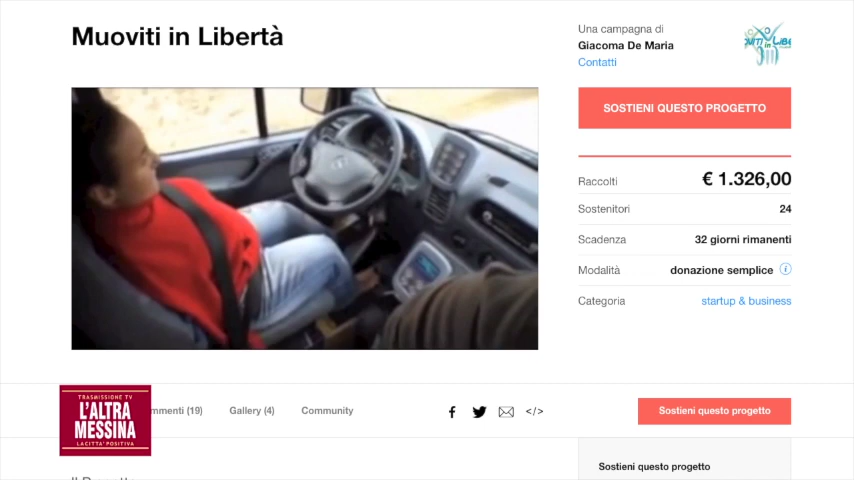 Muoviti in Libertà
Una campagna di
Giacoma De Maria
Contatti
SOSTIENI QUESTO PROGETTO
Raccolti € 1.326,00
Sostenitori 24
Scadenza 32 giorni rimanenti
Modalità donazione semplice i
Categoria startup & business
TRASMISSIONE TV
L'ALTRA
MESSINA
LA CITTA' POSITIVA
mmenti (19) Gallery (4) Community </> Sostieni questo progetto
Sostieni questo progetto